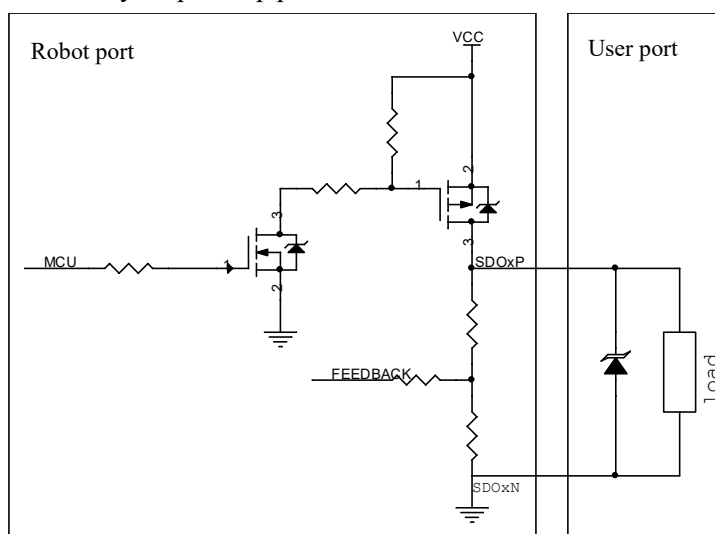 Robot port
VCC
User port
2
1
3
3
MCU
1
2
SDOxP
FEEDBACK
load
SDOxN